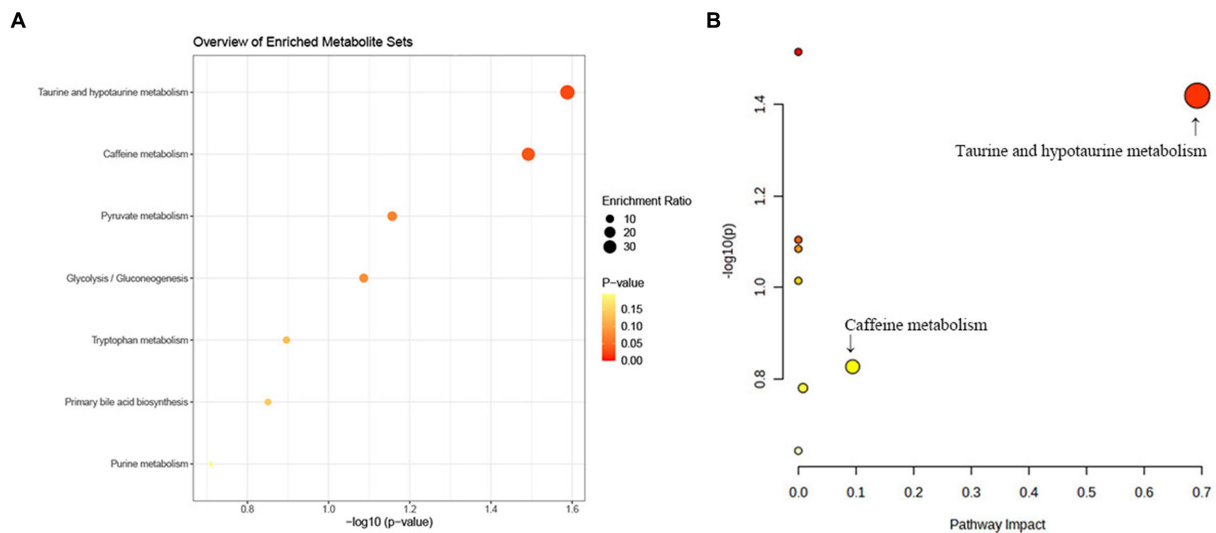 A
Overview of Enriched Metabolite Sets
Taurine and hypotaurine metabolism
Caffeine metabolism
Pyruvate metabolism
Glycolysis / Gluconeogenesis
Tryptophan metabolism
Primary bile acid biosynthesis
Purine metabolism
0.8 1.0 1.2 1.4 1.6
-log10 (p-value)
Enrichment Ratio
10
20
30
P-value
0.15
0.10
0.05
0.00
B
1.4
1.2
1.0
0.8
-log10(p)
Taurine and hypotaurine metabolism
Caffeine metabolism
0.0 0.1 0.2 0.3 0.4 0.5 0.6 0.7
Pathway Impact